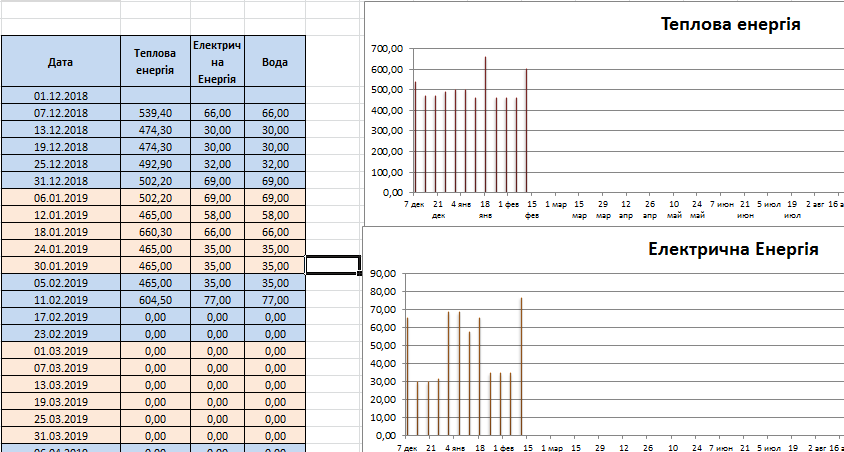 Дата Теплова енергія Електрич на Енергія Вода
01.12.2018
07.12.2018 539,40 66,00 66,00
13.12.2018 474,30 30,00 30,00
19.12.2018 474,30 30,00 30,00
25.12.2018 492,90 32,00 32,00
31.12.2018 502,20 69,00 69,00
06.01.2019 502,20 69,00 69,00
12.01.2019 465,00 58,00 58,00
18.01.2019 660,30 66,00 66,00
24.01.2019 465,00 35,00 35,00
30.01.2019 465,00 35,00 35,00
05.02.2019 465,00 35,00 35,00
11.02.2019 604,50 77,00 77,00
17.02.2019 0,00 0,00 0,00
23.02.2019 0,00 0,00 0,00
01.03.2019 0,00 0,00 0,00
07.03.2019 0,00 0,00 0,00
13.03.2019 0,00 0,00 0,00
19.03.2019 0,00 0,00 0,00
25.03.2019 0,00 0,00 0,00
31.03.2019 0,00 0,00 0,00
Теплова енергія
700,00
600,00
500,00
400,00
300,00
200,00
100,00
0,00
7 дек 21 дек 4 янв 18 янв 1 фев 15 фев 1 мар 15 мар 29 мар 12 апр 26 апр 10 май 24 май 7 июн 21 июн 5 июл 19 июл 2 авг 16 а
Електрична Енергія
90,00
80,00
70,00
60,00
50,00
40,00
30,00
20,00
10,00
0,00
7 дек 21 4 янв 18 1 фев 15 1 мар 15 29 12 26 10 24 7 июн 21 5 июл 19 2 авг 16 а